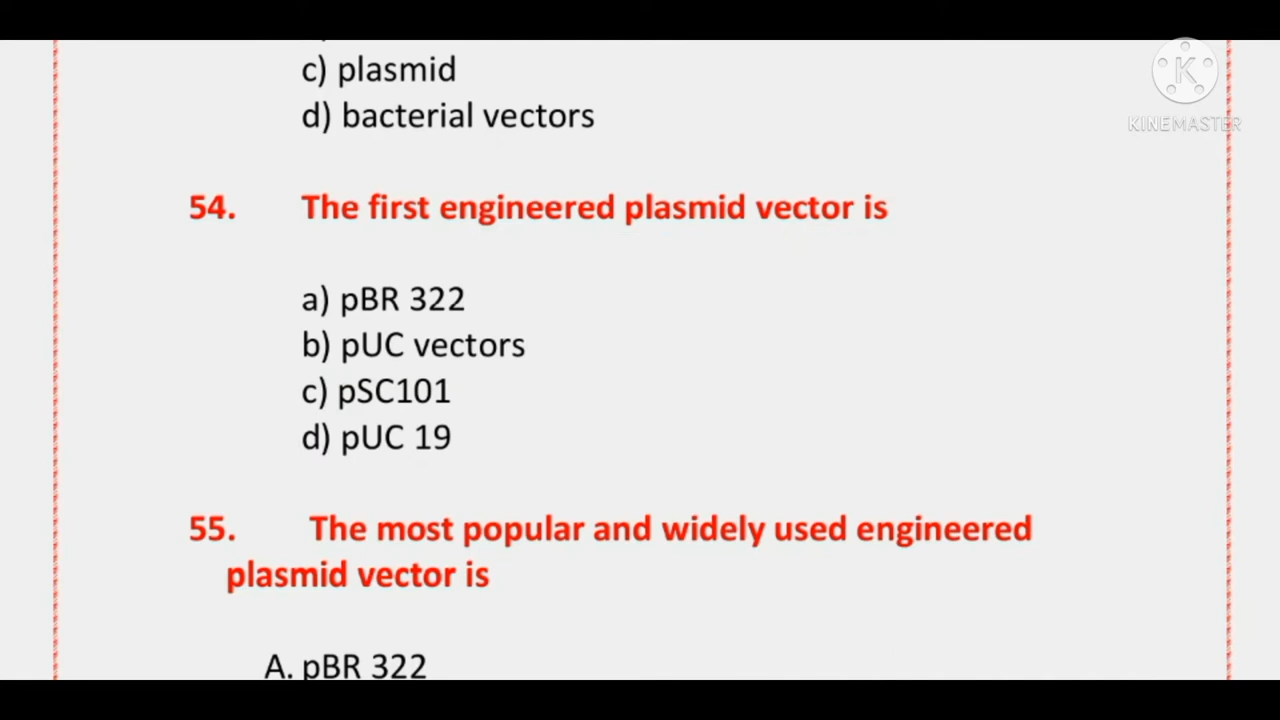 c) plasmid
d) bacterial vectors
54. The first engineered plasmid vector is
a) pBR 322
b) pUC vectors
c) pSC101
d) pUC 19
55. The most popular and widely used engineered
plasmid vector is
A. pBR 322
K
KINEMASTER